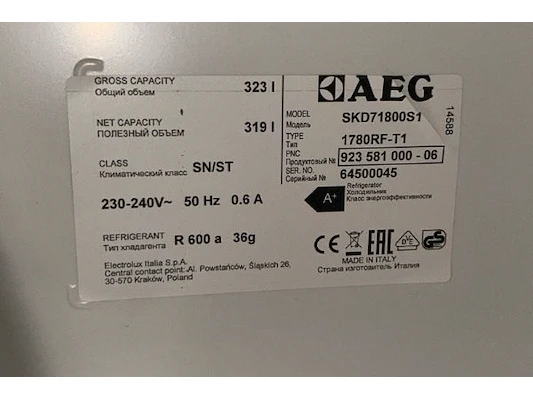 GROSS CAPACITY
Общий объем
323 l
NET CAPACITY
ПОЛЕЗНЫЙ ОБЪЕМ
319 l
CLASS
Климатический класс
SN/ST
230-240V~ 50 Hz 0.6 A
REFRIGERANT
Тип хладагента
R 600 a 36g
Electrolux Italia S.p.A.
Central contact point: Al. Powstańców, Śląskich 26,
30-570 Kraków, Poland
AEG
MODEL
Модель
SKD71800S1
TYPE
Тип
1780RF-T1
PNC
Продуктовый №
923 581 000 - 06
SER. NO.
Серийный №
64500045
A+
Refrigerator
Холодильник
Класс энергоэффективности
CE
EAC
VDE
GS
MADE IN ITALY
Страна изготовитель Италия
14588